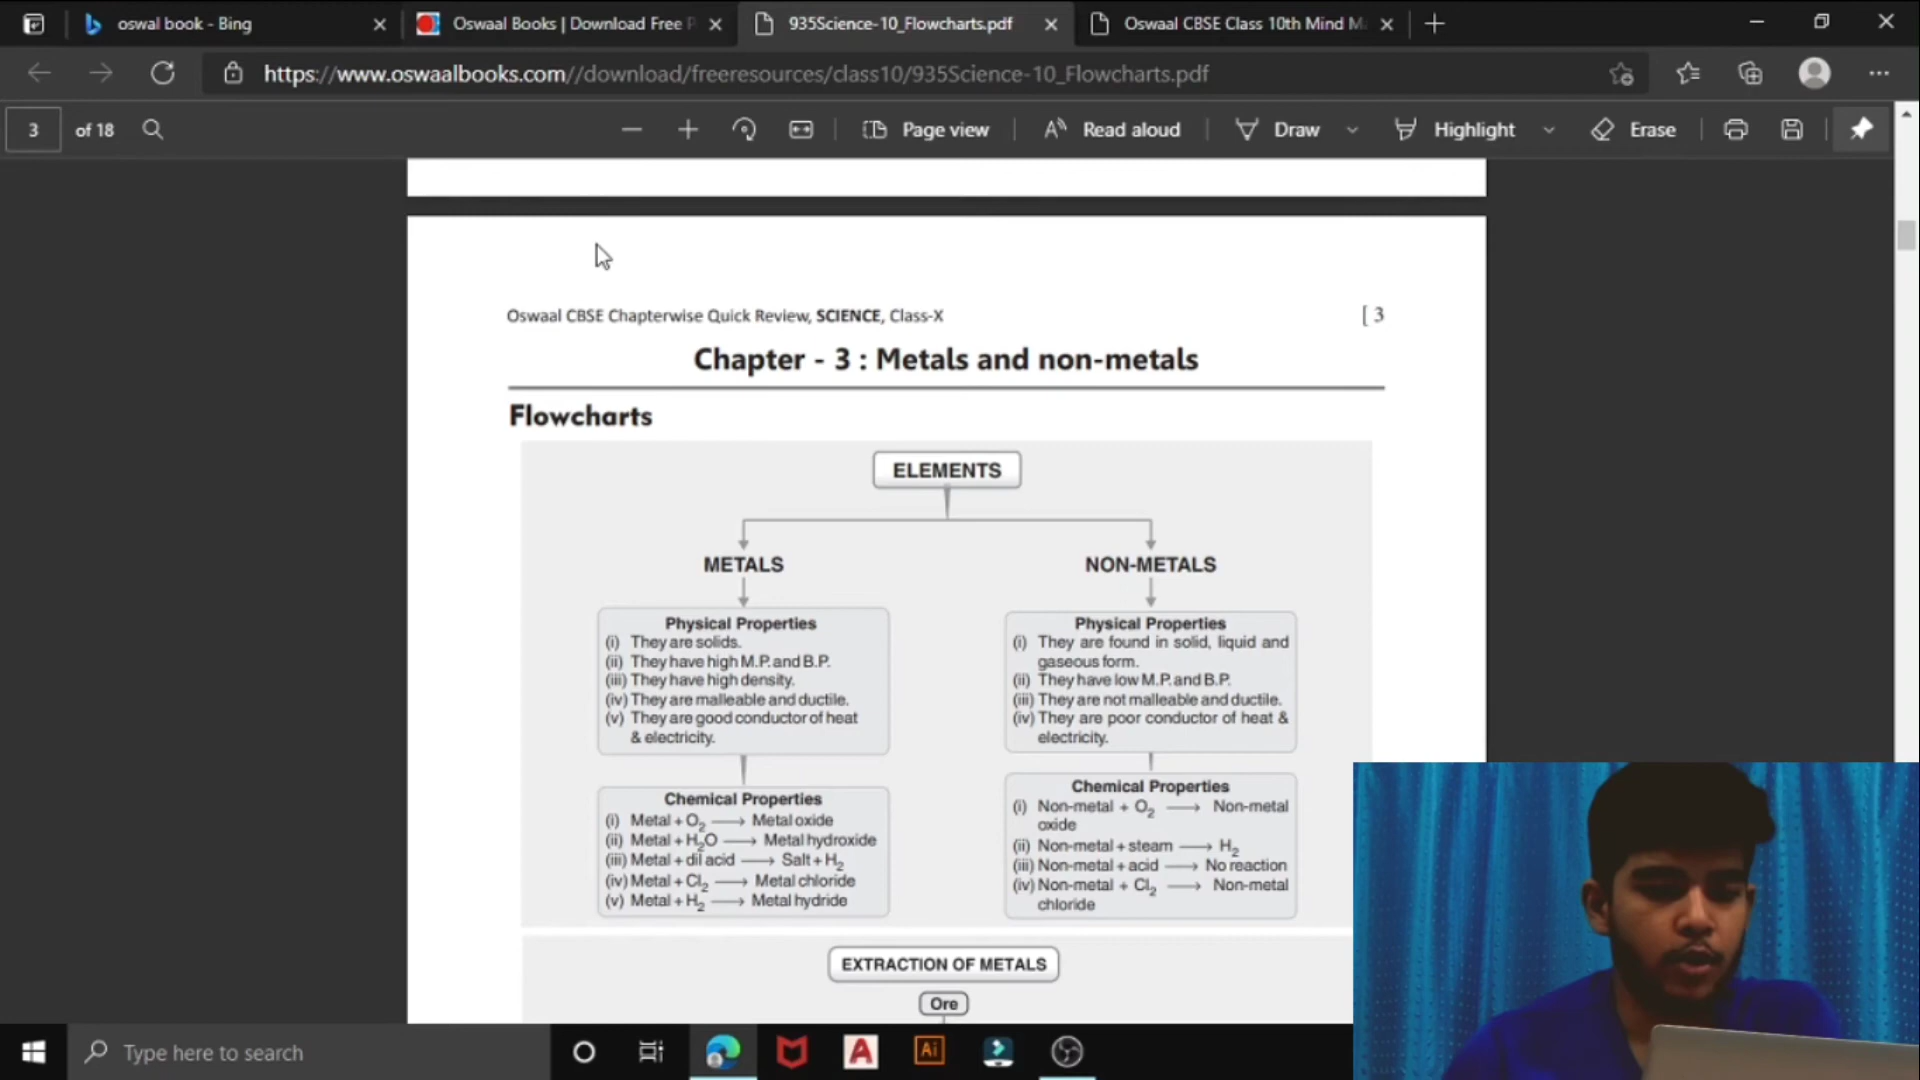 oswal book - Bing
Oswaal Books | Download Free P
935Science-10_Flowcharts.pdf
Oswaal CBSE Class 10th Mind M
https://www.oswaalbooks.com//download/freeresources/class10/935Science-10_Flowcharts.pdf
3 of 18
Page view
Read aloud
Draw
Highlight
Erase
Oswaal CBSE Chapterwise Quick Review, SCIENCE, Class-X
[ 3
Chapter - 3 : Metals and non-metals
Flowcharts
ELEMENTS
METALS
Physical Properties
(i) They are solids.
(ii) They have high M.P. and B.P.
(iii) They have high density.
(iv) They are malleable and ductile.
(v) They are good conductor of heat
& electricity.
Chemical Properties
(i) Metal + O₂ ⟶ Metal oxide
(ii) Metal + H₂O ⟶ Metal hydroxide
(iii) Metal + dil acid ⟶ Salt + H₂
(iv) Metal + Cl₂ ⟶ Metal chloride
(v) Metal + H₂ ⟶ Metal hydride
NON-METALS
Physical Properties
(i) They are found in solid, liquid and
gaseous form.
(ii) They have low M.P. and B.P.
(iii) They are not malleable and ductile.
(iv) They are poor conductor of heat &
electricity.
Chemical Properties
(i) Non-metal + O₂ ⟶ Non-metal
oxide
(ii) Non-metal + steam ⟶ H₂
(iii) Non-metal + acid ⟶ No reaction
(iv) Non-metal + Cl₂ ⟶ Non-metal
chloride
EXTRACTION OF METALS
Ore
Type here to search
Ai